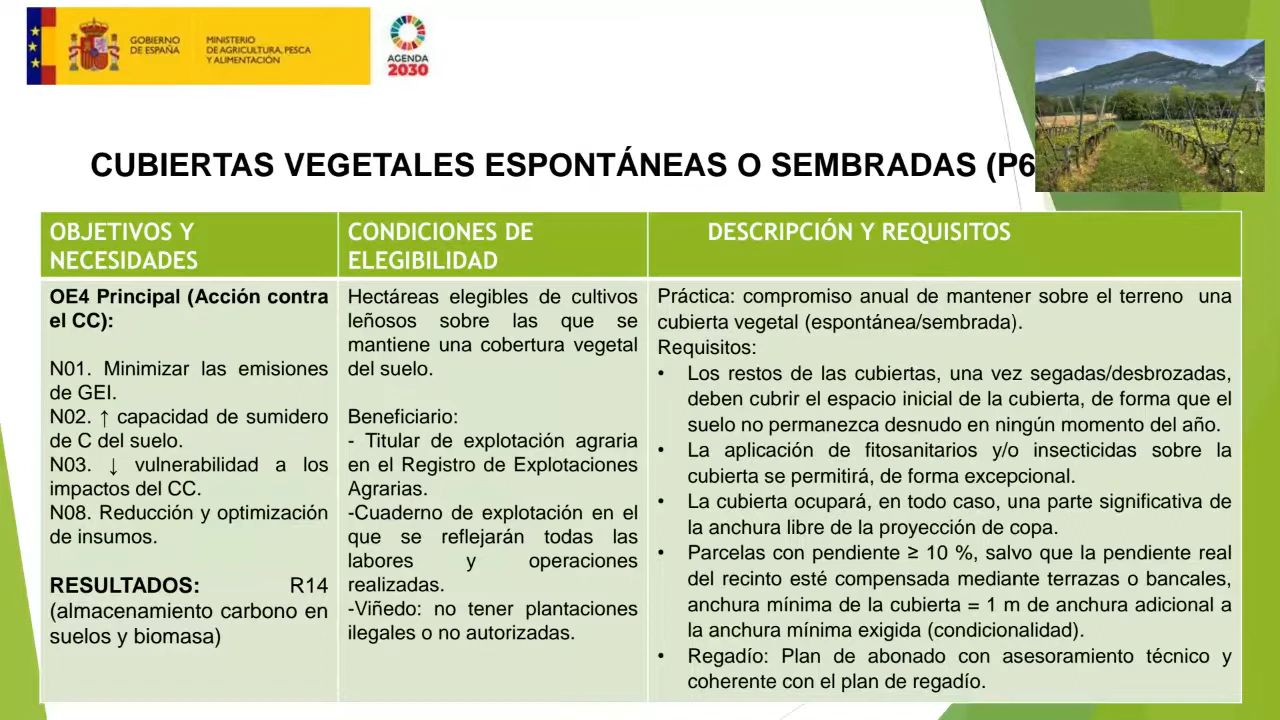 GOBIERNO
DE ESPAÑA
MINISTERIO
DE AGRICULTURA, PESCA
Y ALIMENTACIÓN
AGENDA
2030
CUBIERTAS VEGETALES ESPONTÁNEAS O SEMBRADAS (P6
OBJETIVOS Y
NECESIDADES
OE4 Principal (Acción contra
el CC):
N01. Minimizar las emisiones
de GEI.
N02. ↑ capacidad de sumidero
de C del suelo.
N03. ↓ vulnerabilidad a los
impactos del CC.
N08. Reducción y optimización
de insumos.
RESULTADOS: R14
(almacenamiento carbono en
suelos y biomasa)
CONDICIONES DE
ELEGIBILIDAD
Hectáreas elegibles de cultivos
leñosos sobre las que se
mantiene una cobertura vegetal
del suelo.
Beneficiario:
- Titular de explotación agraria
en el Registro de Explotaciones
Agrarias.
-Cuaderno de explotación en el
que se reflejarán todas las
labores y operaciones
realizadas.
-Viñedo: no tener plantaciones
ilegales o no autorizadas.
DESCRIPCIÓN Y REQUISITOS
Práctica: compromiso anual de mantener sobre el terreno una
cubierta vegetal (espontánea/sembrada).
Requisitos:
• Los restos de las cubiertas, una vez segadas/desbrozadas,
deben cubrir el espacio inicial de la cubierta, de forma que el
suelo no permanezca desnudo en ningún momento del año.
• La aplicación de fitosanitarios y/o insecticidas sobre la
cubierta se permitirá, de forma excepcional.
• La cubierta ocupará, en todo caso, una parte significativa de
la anchura libre de la proyección de copa.
• Parcelas con pendiente ≥ 10 %, salvo que la pendiente real
del recinto esté compensada mediante terrazas o bancales,
anchura mínima de la cubierta = 1 m de anchura adicional a
la anchura mínima exigida (condicionalidad).
• Regadío: Plan de abonado con asesoramiento técnico y
coherente con el plan de regadío.